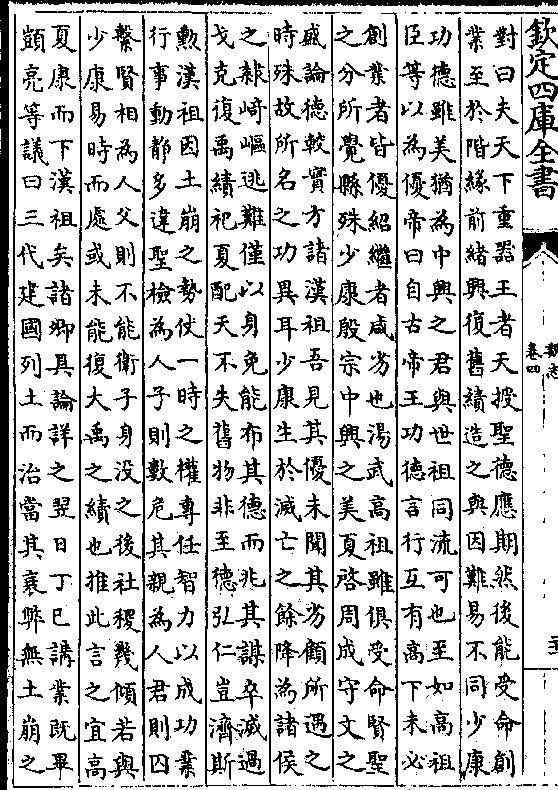 欽定四庫全書
魏志
卷四
對曰夫天下重器王者天授聖德應期然後能受命創
業至於階緣前緒興復舊績造之與因難易不同少康
功德雖美猶為中興之君與世祖同流可也至如高祖
臣等以為優帝曰自古帝王功德言行互有高下未必
創業者皆優紹繼者咸劣也湯武高祖雖俱受命賢聖
之分所覺縣殊少康殷宗中興之美夏啓周成守文之
盛論德較實方諸漢祖吾見其優未聞其劣顧所遇之
時殊故所名之功異耳少康生於滅亡之餘降為諸侯
之隸崎嶇逃難僅以身免能布其德而兆其謀卒滅過
戈克復禹績祀夏配天不失舊物非至德弘仁豈濟斯
勲漢祖因土崩之勢仗一時之權專任智力以成功業
行事動靜多違聖檢為人子則數危其親為人君則囚
繫賢相為人父則不能衛子身沒之後社稷幾傾若與
少康易時而處或未能復大禹之績也推此言之宜高
夏康而下漢祖矣諸卿具論詳之翌日丁巳講業既畢
顗亮等議曰三代建國列土而治當其衰弊無土崩之